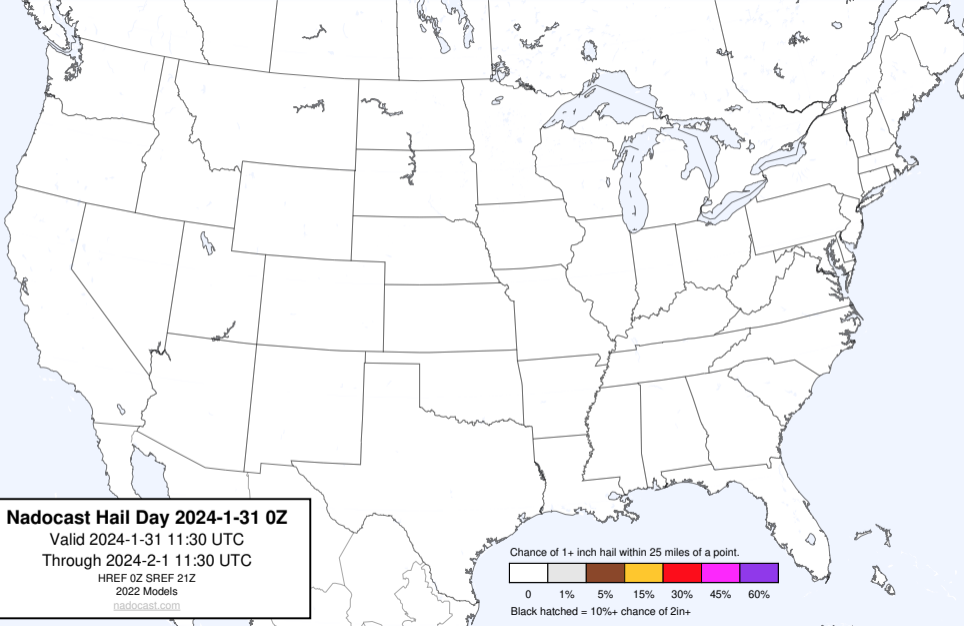 Nadocast Hail Day 2024-1-31 0Z
Valid 2024-1-31 11:30 UTC
Through 2024-2-1 11:30 UTC
HREF 0Z SREF 21Z
2022 Models
nadocast.com
Chance of 1+ inch hail within 25 miles of a point.
0 1% 5% 15% 30% 45% 60%
Black hatched = 10%+ chance of 2in+